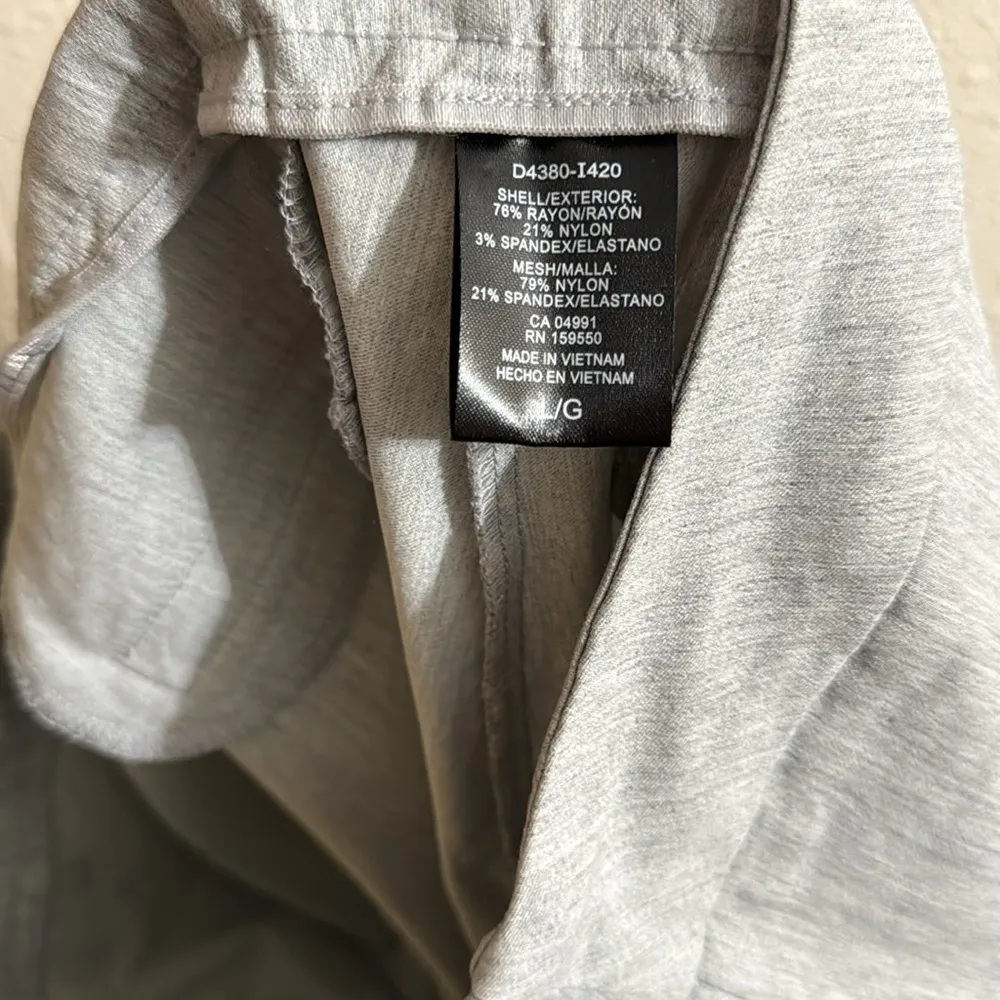 D4380-I420
SHELL/EXTERIOR:
76% RAYON/RAYÓN
21% NYLON
3% SPANDEX/ELASTANO
MESH/MALLA:
79% NYLON
21% SPANDEX/ELASTANO
CA 04991
RN 159550
MADE IN VIETNAM
HECHO EN VIETNAM
L/G